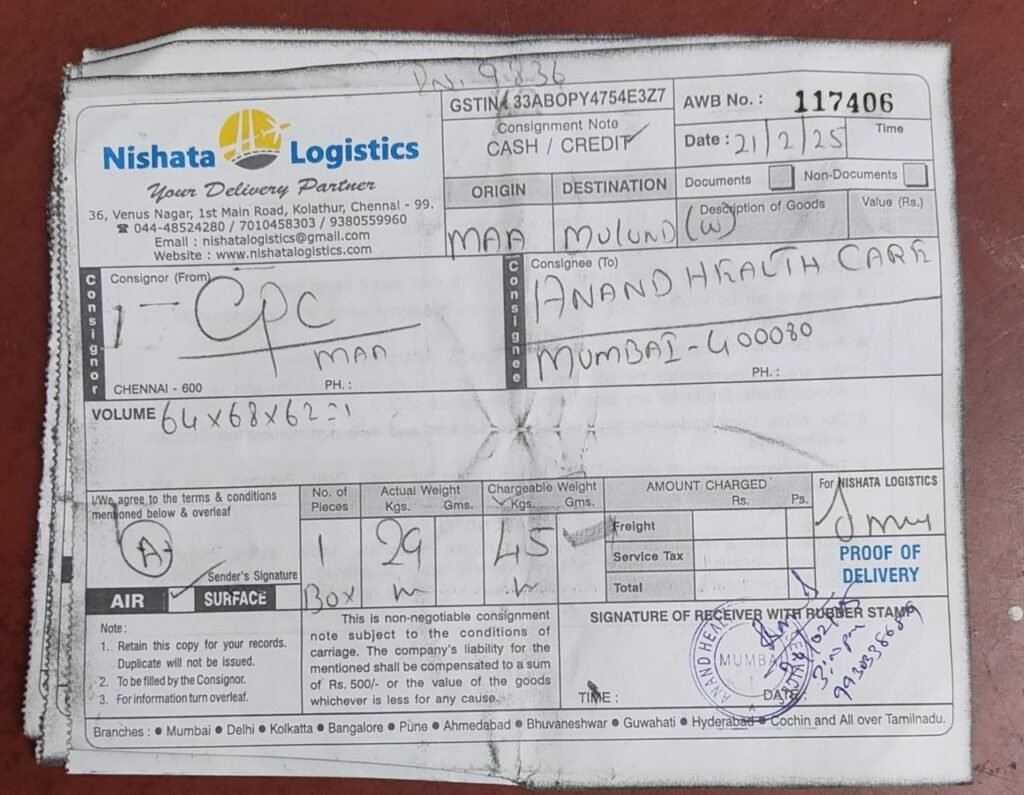 9836
Nishata Logistics
Your Delivery Partner
36, Venus Nagar, 1st Main Road, Kolathur, Chennai - 99.
☎ 044-48524280 / 7010458303 / 9380559960
Email : nishatalogistics@gmail.com
Website : www.nishatalogistics.com
GSTIN 33ABOPY4754E3Z7
Consignment Note
CASH / CREDIT
AWB No. : 117406
Date : 21/2/25 Time
ORIGIN DESTINATION
MAA MULUND (W)
Documents Non-Documents
Description of Goods Value (Rs.)
Consignor
Consignor (From)
CPC
MAA
CHENNAI - 600 PH. :
Consignee
Consignee (To)
ANAND HEALTH CARE
MUMBAI - 400080
PH. :
VOLUME 64 x 68 x 62 = 1
I/We agree to the terms & conditions
mentioned below & overleaf
Sender's Signature
AIR SURFACE
No. of Pieces
1
BOX
Actual Weight
Kgs. Gms.
29
Chargeable Weight
Kgs. Gms.
45
AMOUNT CHARGED
Rs. Ps.
Freight
Service Tax
Total
For NISHATA LOGISTICS
PROOF OF
DELIVERY
Note :
1. Retain this copy for your records.
Duplicate will not be issued.
2. To be filled by the Consignor.
3. For information turn overleaf.
This is non-negotiable consignment
note subject to the conditions of
carriage. The company's liability for the
mentioned shall be compensated to a sum
of Rs. 500/- or the value of the goods
whichever is less for any cause.
SIGNATURE OF RECEIVER WITH RUBBER STAMP
MUMBAI
TIME : DATE :
Branches : ● Mumbai ● Delhi ● Kolkatta ● Bangalore ● Pune ● Ahmedabad ● Bhuvaneshwar ● Guwahati ● Hyderabad ● Cochin and All over Tamilnadu.